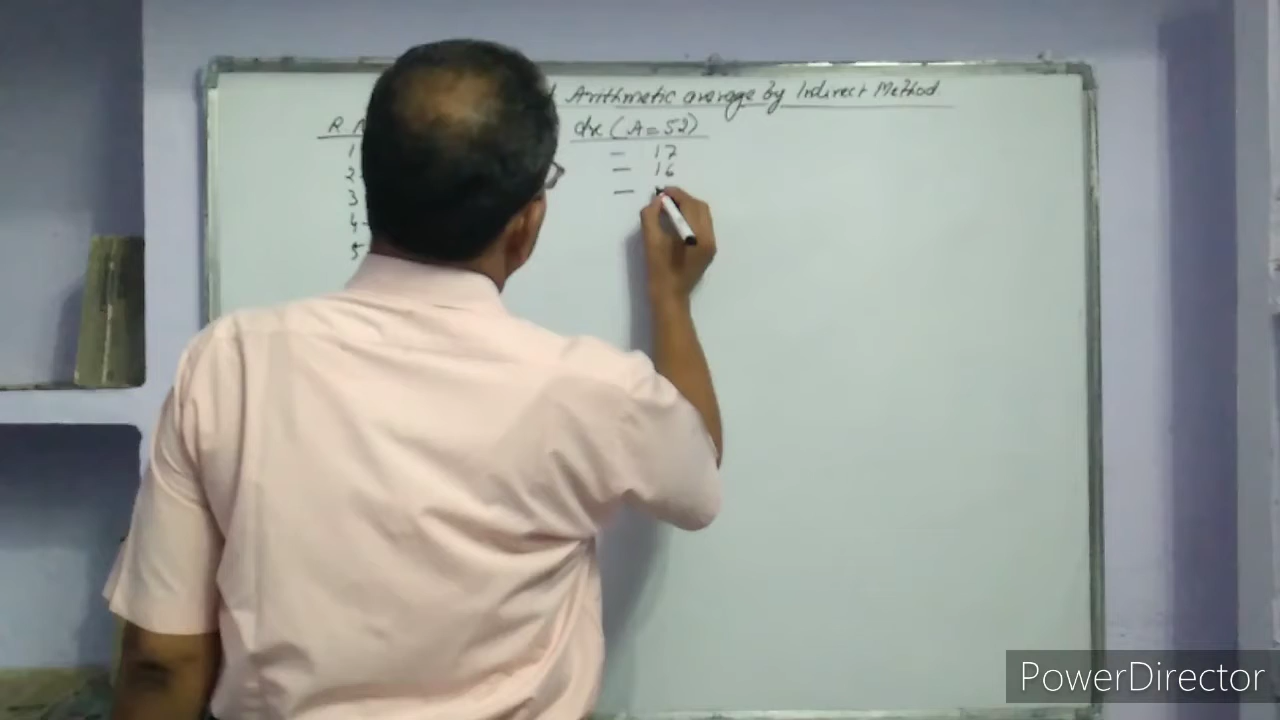 Arithmetic average by Indirect Method
R. dx (A = 52)
1 - 17
2 - 16
3 -
4
5
PowerDirector